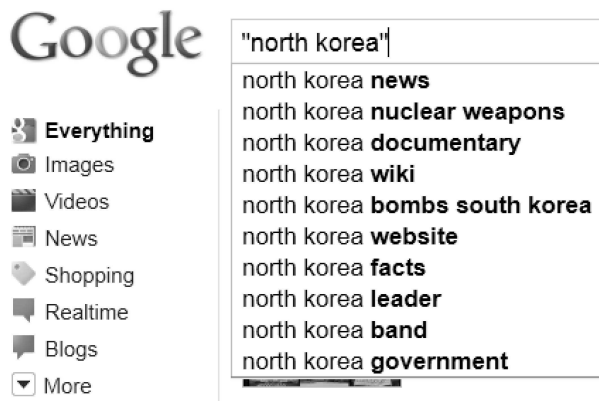 Google
"north korea"
north korea news
north korea nuclear weapons
north korea documentary
north korea wiki
north korea bombs south korea
north korea website
north korea facts
north korea leader
north korea band
north korea government
Everything
Images
Videos
News
Shopping
Realtime
Blogs
More